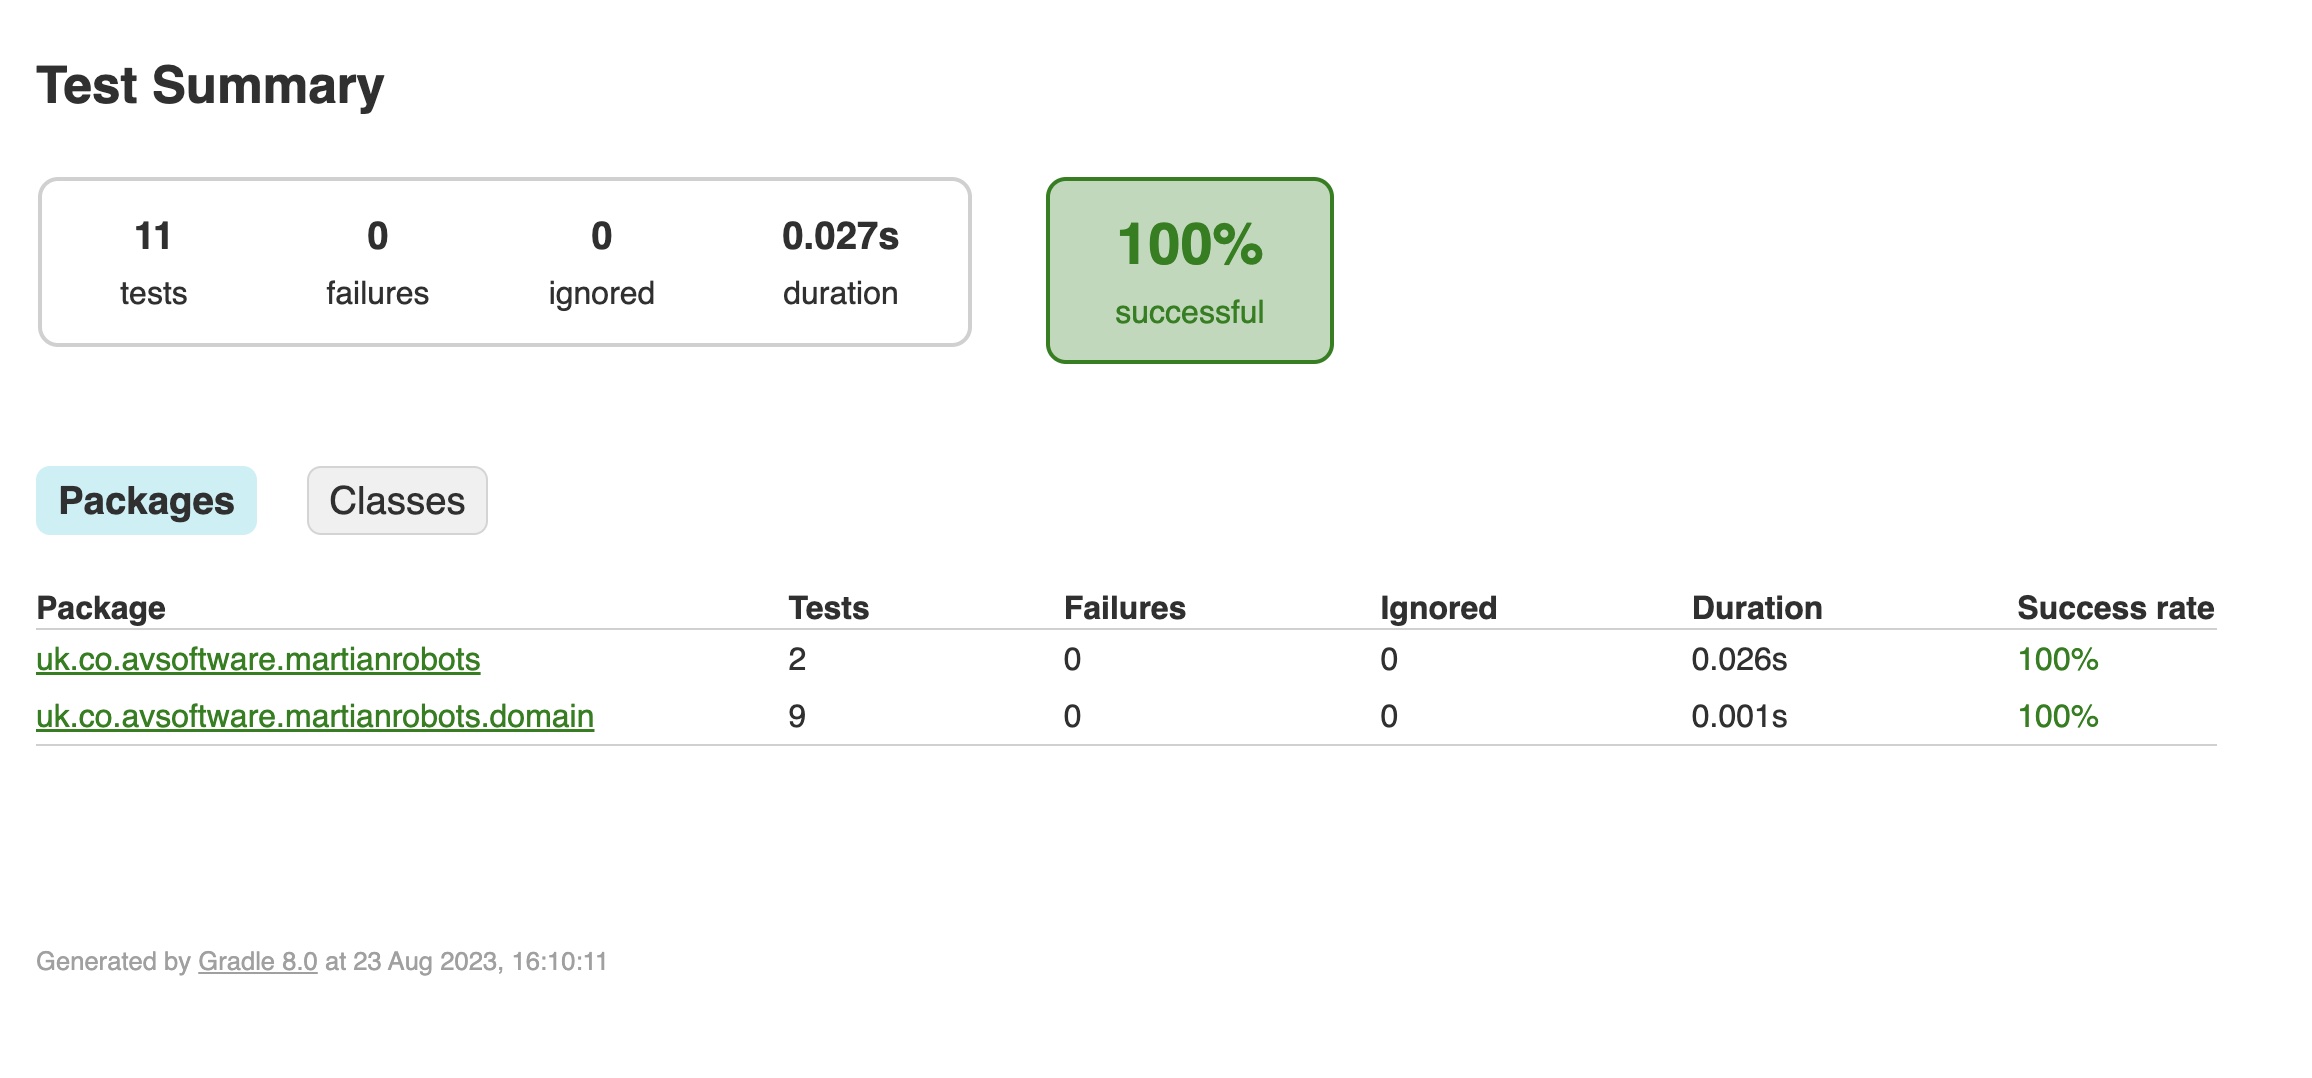 Test Summary
11 0 0 0.027s
tests failures ignored duration
100%
successful
Packages Classes
Package Tests Failures Ignored Duration Success rate
uk.co.avsoftware.martianrobots 2 0 0 0.026s 100%
uk.co.avsoftware.martianrobots.domain 9 0 0 0.001s 100%
Generated by Gradle 8.0 at 23 Aug 2023, 16:10:11